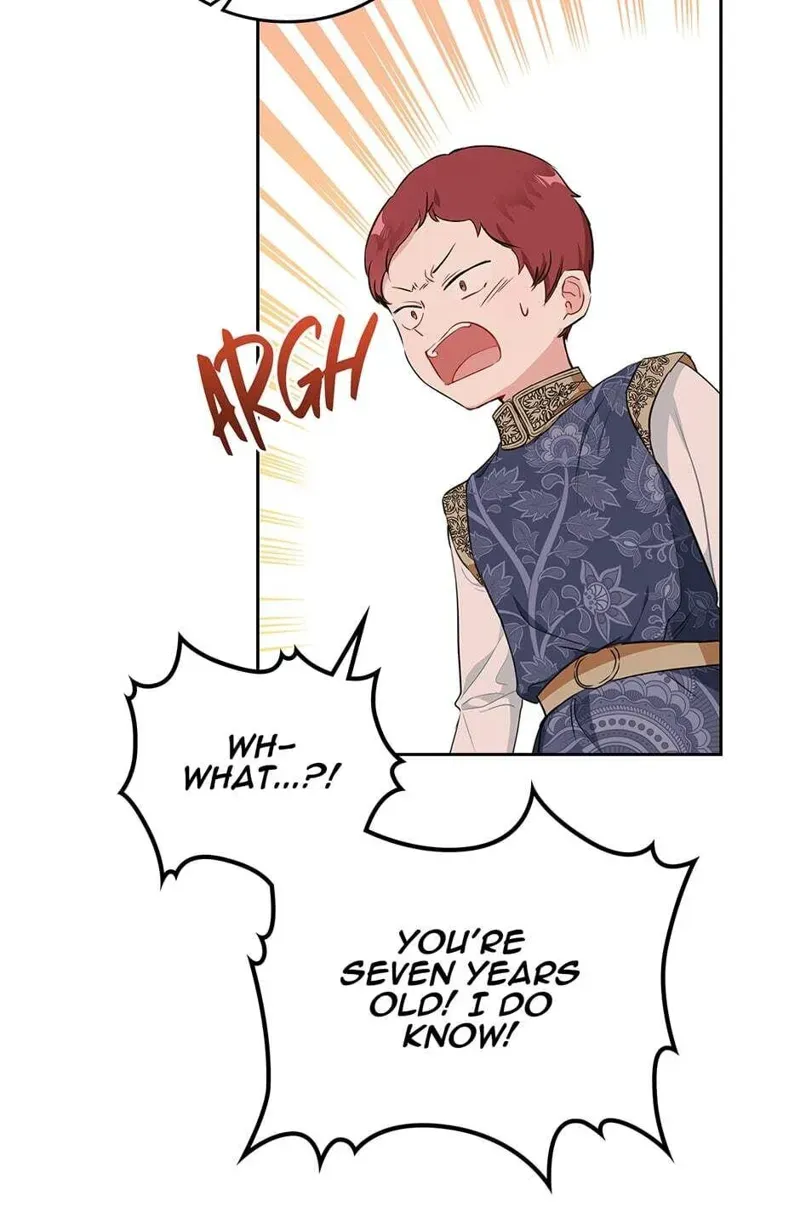 ARGH
WH-
WHAT...?!
YOU'RE
SEVEN YEARS
OLD! I DO
KNOW!